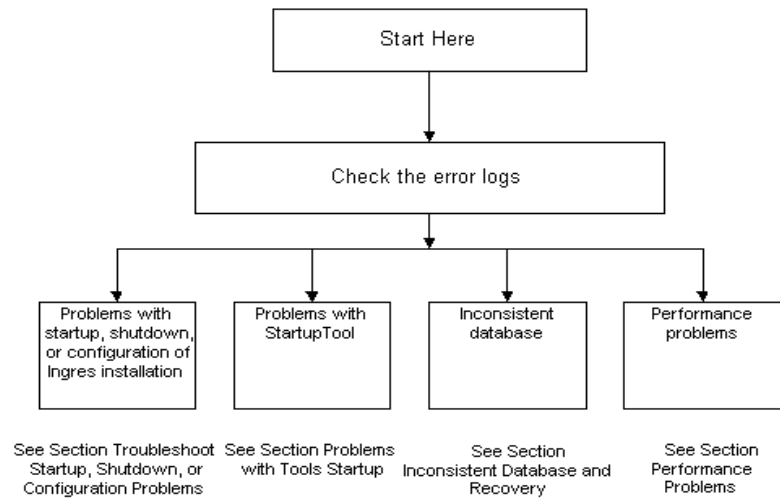 Start Here
Check the error logs
Problems with
startup, shutdown,
or configuration of
Ingres installation
Problems with
StartupTool
Inconsistent
database
Performance
problems
See Section Troubleshoot
Startup, Shutdown, or
Configuration Problems
See Section Problems
with Tools Startup
See Section
Inconsistent Database and
Recovery
See Section
Performance
Problems